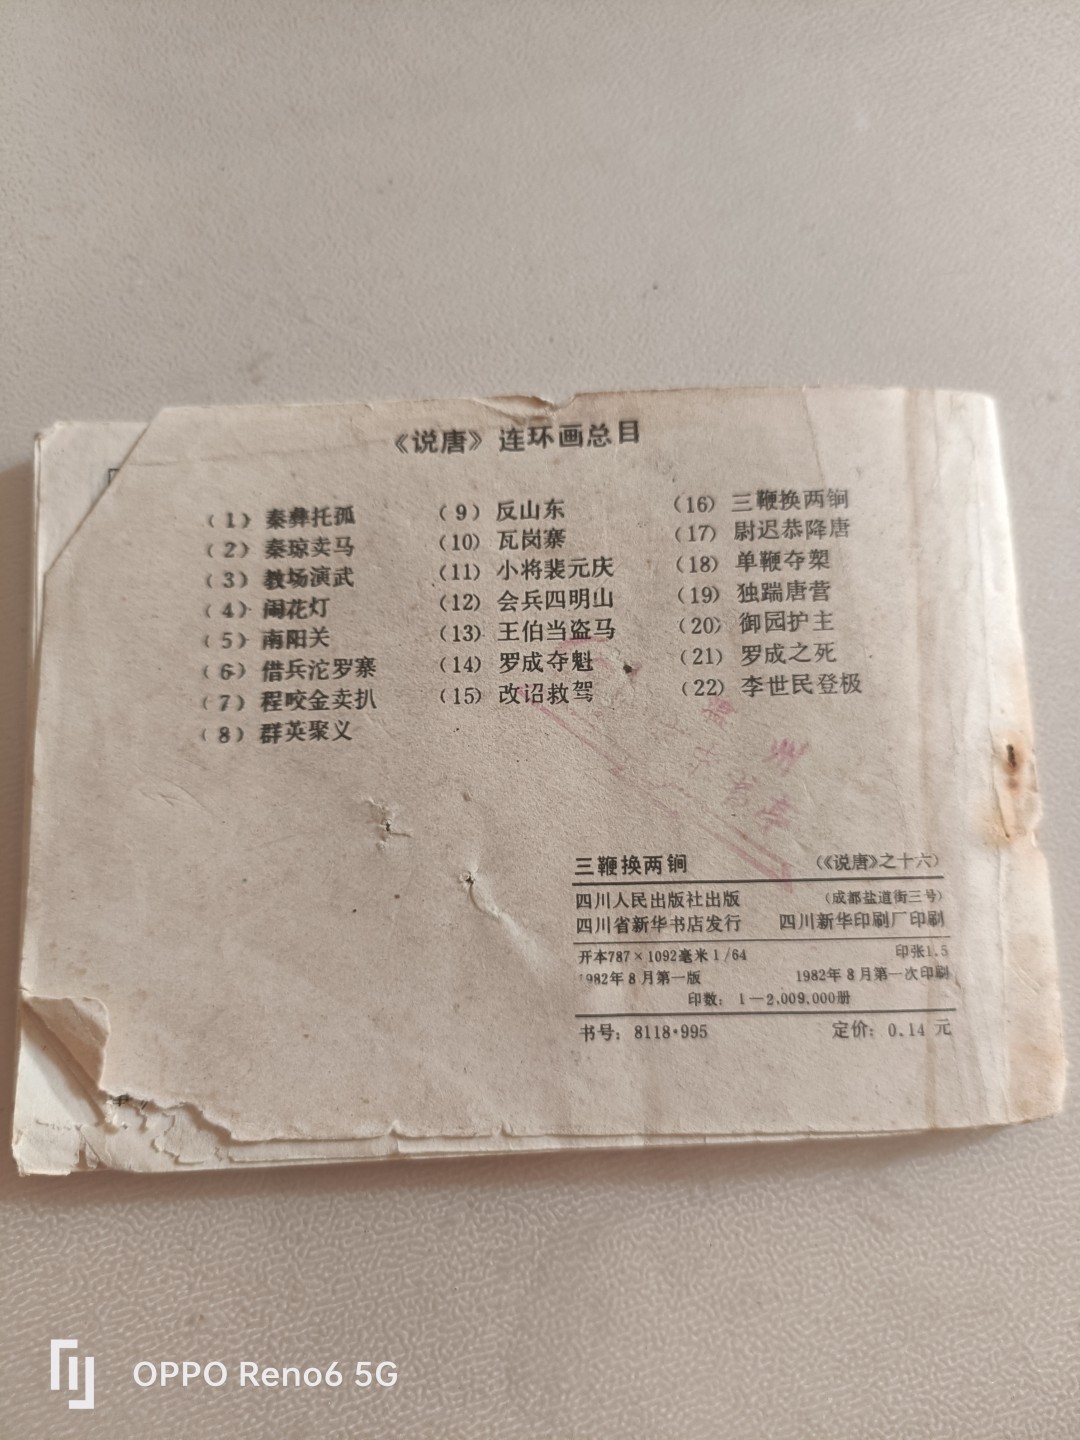 《说唐》连环画总目
(1) 秦彝托孤
(2) 秦琼卖马
(3) 教场演武
(4) 闹花灯
(5) 南阳关
(6) 借兵沱罗寨
(7) 程咬金卖扒
(8) 群英聚义
(9) 反山东
(10) 瓦岗寨
(11) 小将裴元庆
(12) 会兵四明山
(13) 王伯当盗马
(14) 罗成夺魁
(15) 改诏救驾
(16) 三鞭换两锏
(17) 尉迟恭降唐
(18) 单鞭夺槊
(19) 独踹唐营
(20) 御园护主
(21) 罗成之死
(22) 李世民登极
三鞭换两锏 (《说唐》之十六)
四川人民出版社出版 (成都盐道街三号)
四川省新华书店发行 四川新华印刷厂印刷
开本787×1092毫米 1/64 印张1.5
1982年8月第一版 1982年8月第一次印刷
印数：1—2,009,000册
书号：8118·995 定价：0.14 元
OPPO Reno6 5G